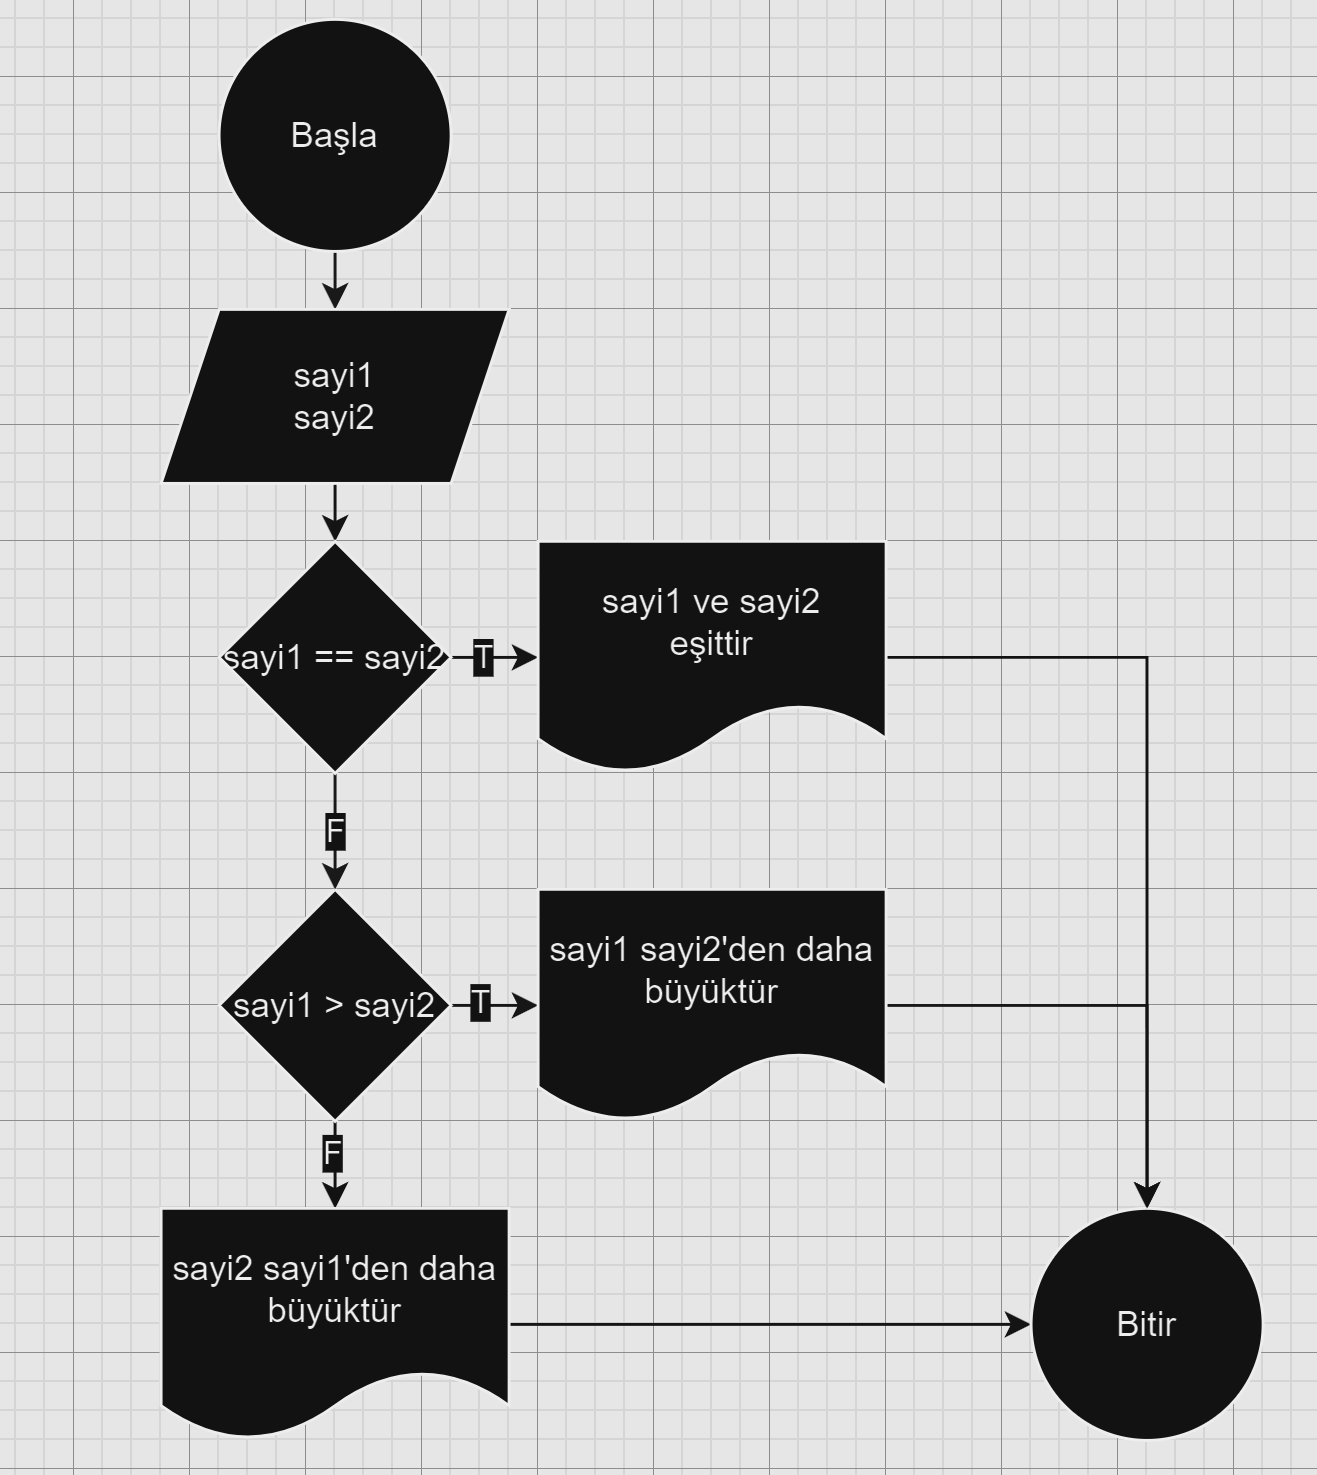 Başla
sayi1
sayi2
sayi1 == sayi2
T
sayi1 ve sayi2
eşittir
F
sayi1 > sayi2
T
sayi1 sayi2'den daha
büyüktür
F
sayi2 sayi1'den daha
büyüktür
Bitir